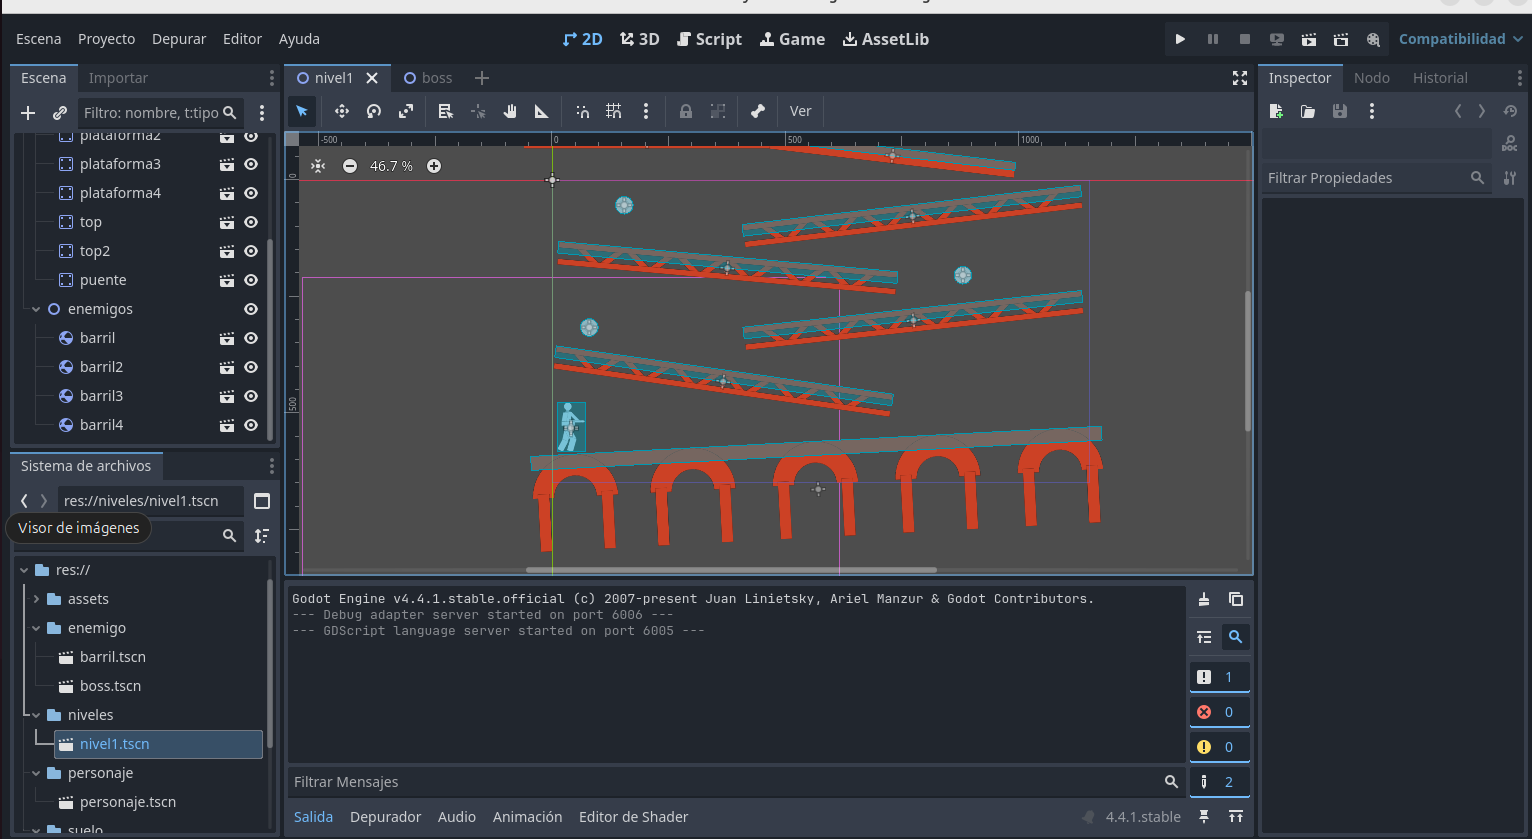 Escena Proyecto Depurar Editor Ayuda 2D 3D Script Game AssetLib Compatibilidad
Escena Importar
Filtro: nombre, t:tipo
plataforma2
plataforma3
plataforma4
top
top2
puente
enemigos
barril
barril2
barril3
barril4
Sistema de archivos
res://niveles/nivel1.tscn
Visor de imágenes
res://
assets
enemigo
barril.tscn
boss.tscn
niveles
nivel1.tscn
personaje
personaje.tscn
suelo
nivel1 boss
Ver
-500 0 500 1000
46.7 %
0
500
Godot Engine v4.4.1.stable.official (c) 2007-present Juan Linietsky, Ariel Manzur & Godot Contributors.
--- Debug adapter server started on port 6006 ---
--- GDScript language server started on port 6005 ---
1
0
0
2
Filtrar Mensajes
Salida Depurador Audio Animación Editor de Shader 4.4.1.stable
Inspector Nodo Historial
Filtrar Propiedades